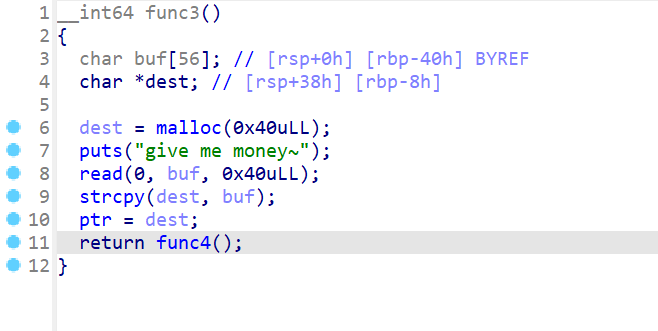 1 __int64 func3()
2 {
3 char buf[56]; // [rsp+0h] [rbp-40h] BYREF
4 char *dest; // [rsp+38h] [rbp-8h]
5
6 dest = malloc(0x40uLL);
7 puts("give me money~");
8 read(0, buf, 0x40uLL);
9 strcpy(dest, buf);
10 ptr = dest;
11 return func4();
12 }